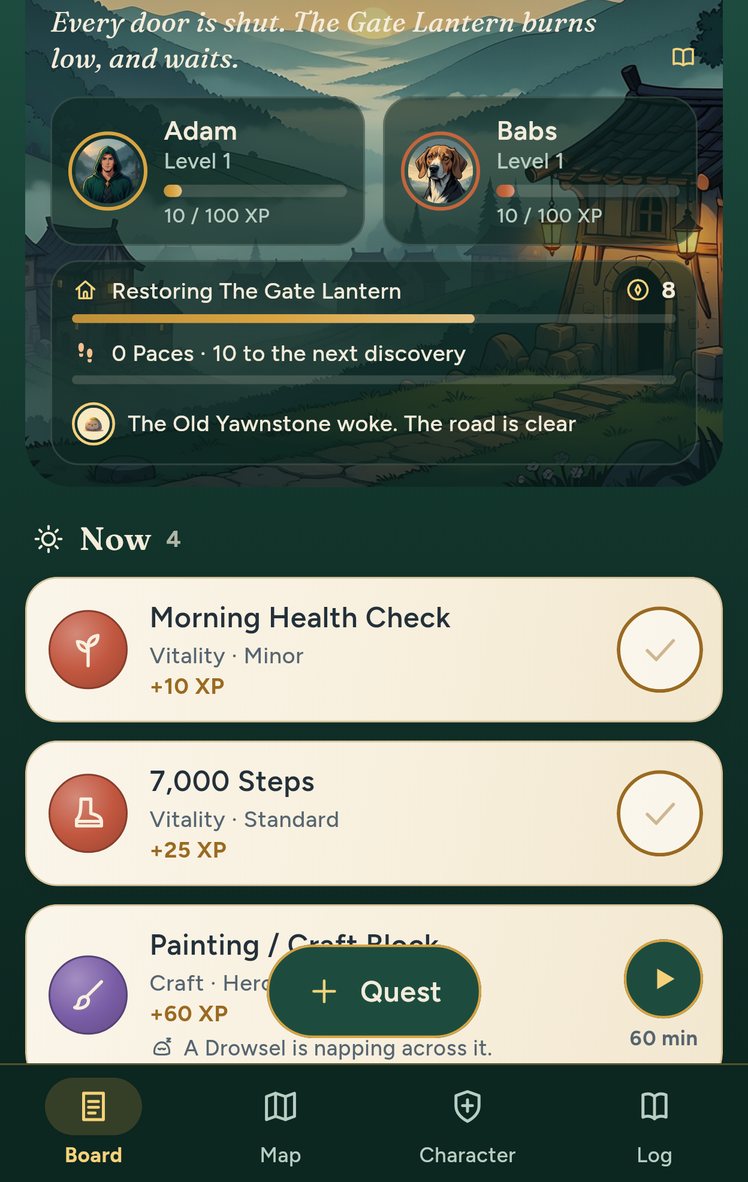 Every door is shut. The Gate Lantern burns
low, and waits.
Adam
Level 1
10 / 100 XP
Babs
Level 1
10 / 100 XP
Restoring The Gate Lantern
8
0 Paces · 10 to the next discovery
The Old Yawnstone woke. The road is clear
Now 4
Morning Health Check
Vitality · Minor
+10 XP
7,000 Steps
Vitality · Standard
+25 XP
Painting / Craft Block
Craft ·
+60 XP
A Drowsel is napping across it.
60 min
Quest
Board
Map
Character
Log